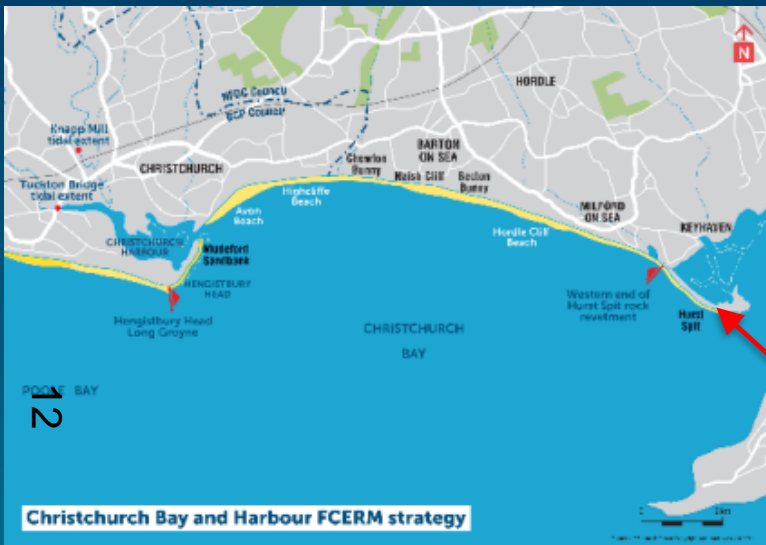 N
HORDLE
NFDC Council
BCP Council
Knapp Mill
tidal extent
CHRISTCHURCH
Chewton
Bunny
BARTON
ON SEA
Naish Cliff
Becton
Bunny
Tuckton Bridge
tidal extent
Highcliffe
Beach
Avon
Beach
MILFORD
ON SEA
KEYHAVEN
Hordle Cliff
Beach
CHRISTCHURCH
HARBOUR
Mudeford
Sandbank
HENGISTBURY
HEAD
Western end of
Hurst Spit rock
revetment
Hengistbury Head
Long Groyne
Hurst
Spit
CHRISTCHURCH
BAY
POOLE BAY
12
Christchurch Bay and Harbour FCERM strategy